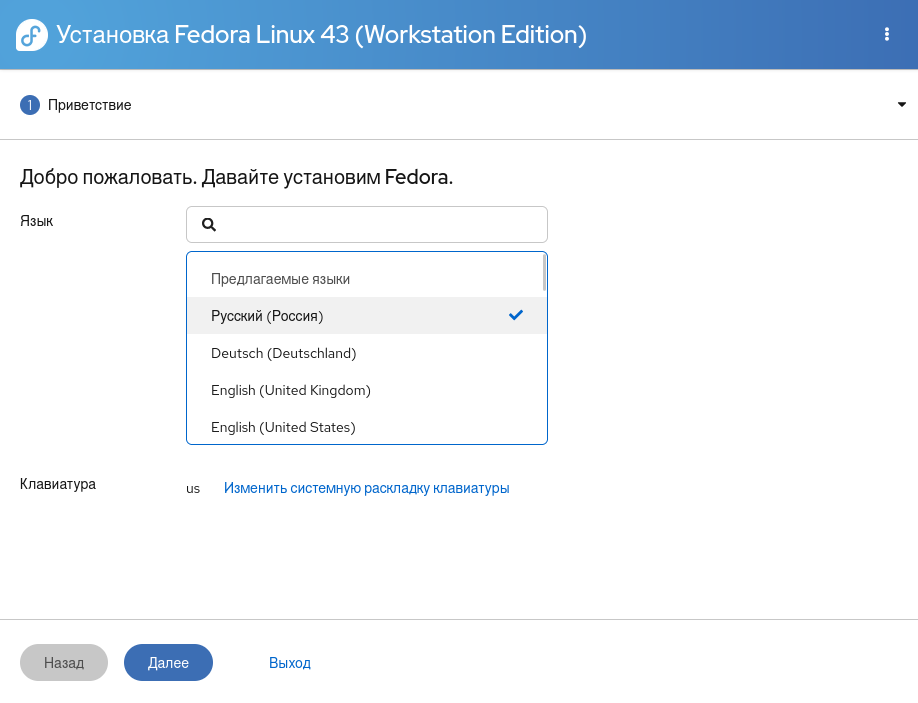 Установка Fedora Linux 43 (Workstation Edition)
1 Приветствие
Добро пожаловать. Давайте установим Fedora.
Язык
Предлагаемые языки
Русский (Россия)
Deutsch (Deutschland)
English (United Kingdom)
English (United States)
Клавиатура
us Изменить системную раскладку клавиатуры
Назад Далее Выход